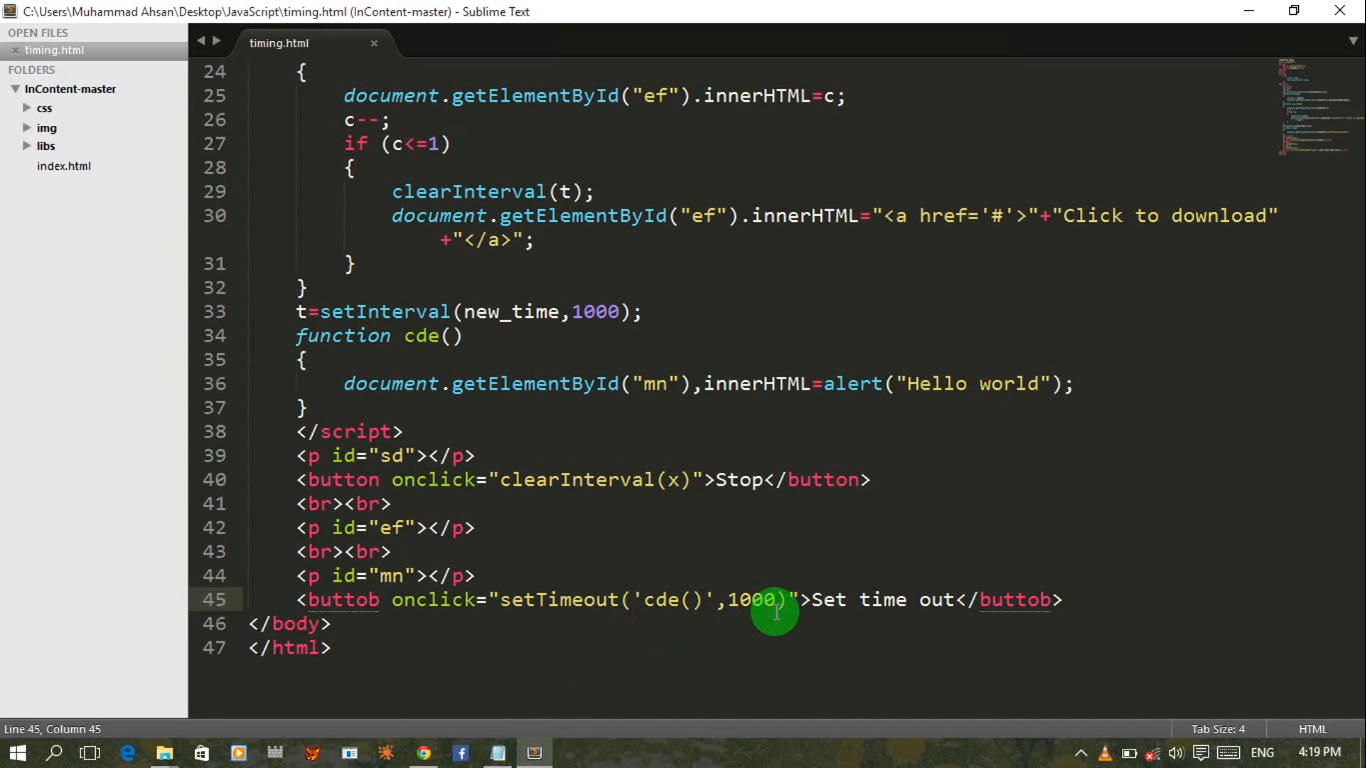 C:\Users\Muhammad Ahsan\Desktop\JavaScript\timing.html (InContent-master) - Sublime Text
OPEN FILES
timing.html
FOLDERS
InContent-master
css
img
libs
index.html
timing.html
24 {
25 document.getElementById("ef").innerHTML=c;
26 c--;
27 if (c<=1)
28 {
29 clearInterval(t);
30 document.getElementById("ef").innerHTML="<a href='#'>"+"Click to download"
+"</a>";
31 }
32 }
33 t=setInterval(new_time,1000);
34 function cde()
35 {
36 document.getElementById("mn"),innerHTML=alert("Hello world");
37 }
38 </script>
39 <p id="sd"></p>
40 <button onclick="clearInterval(x)">Stop</button>
41 <br><br>
42 <p id="ef"></p>
43 <br><br>
44 <p id="mn"></p>
45 <buttob onclick="setTimeout('cde()',1000)">Set time out</buttob>
46 </body>
47 </html>
Line 45, Column 45
Tab Size: 4
HTML
ENG
4:19 PM